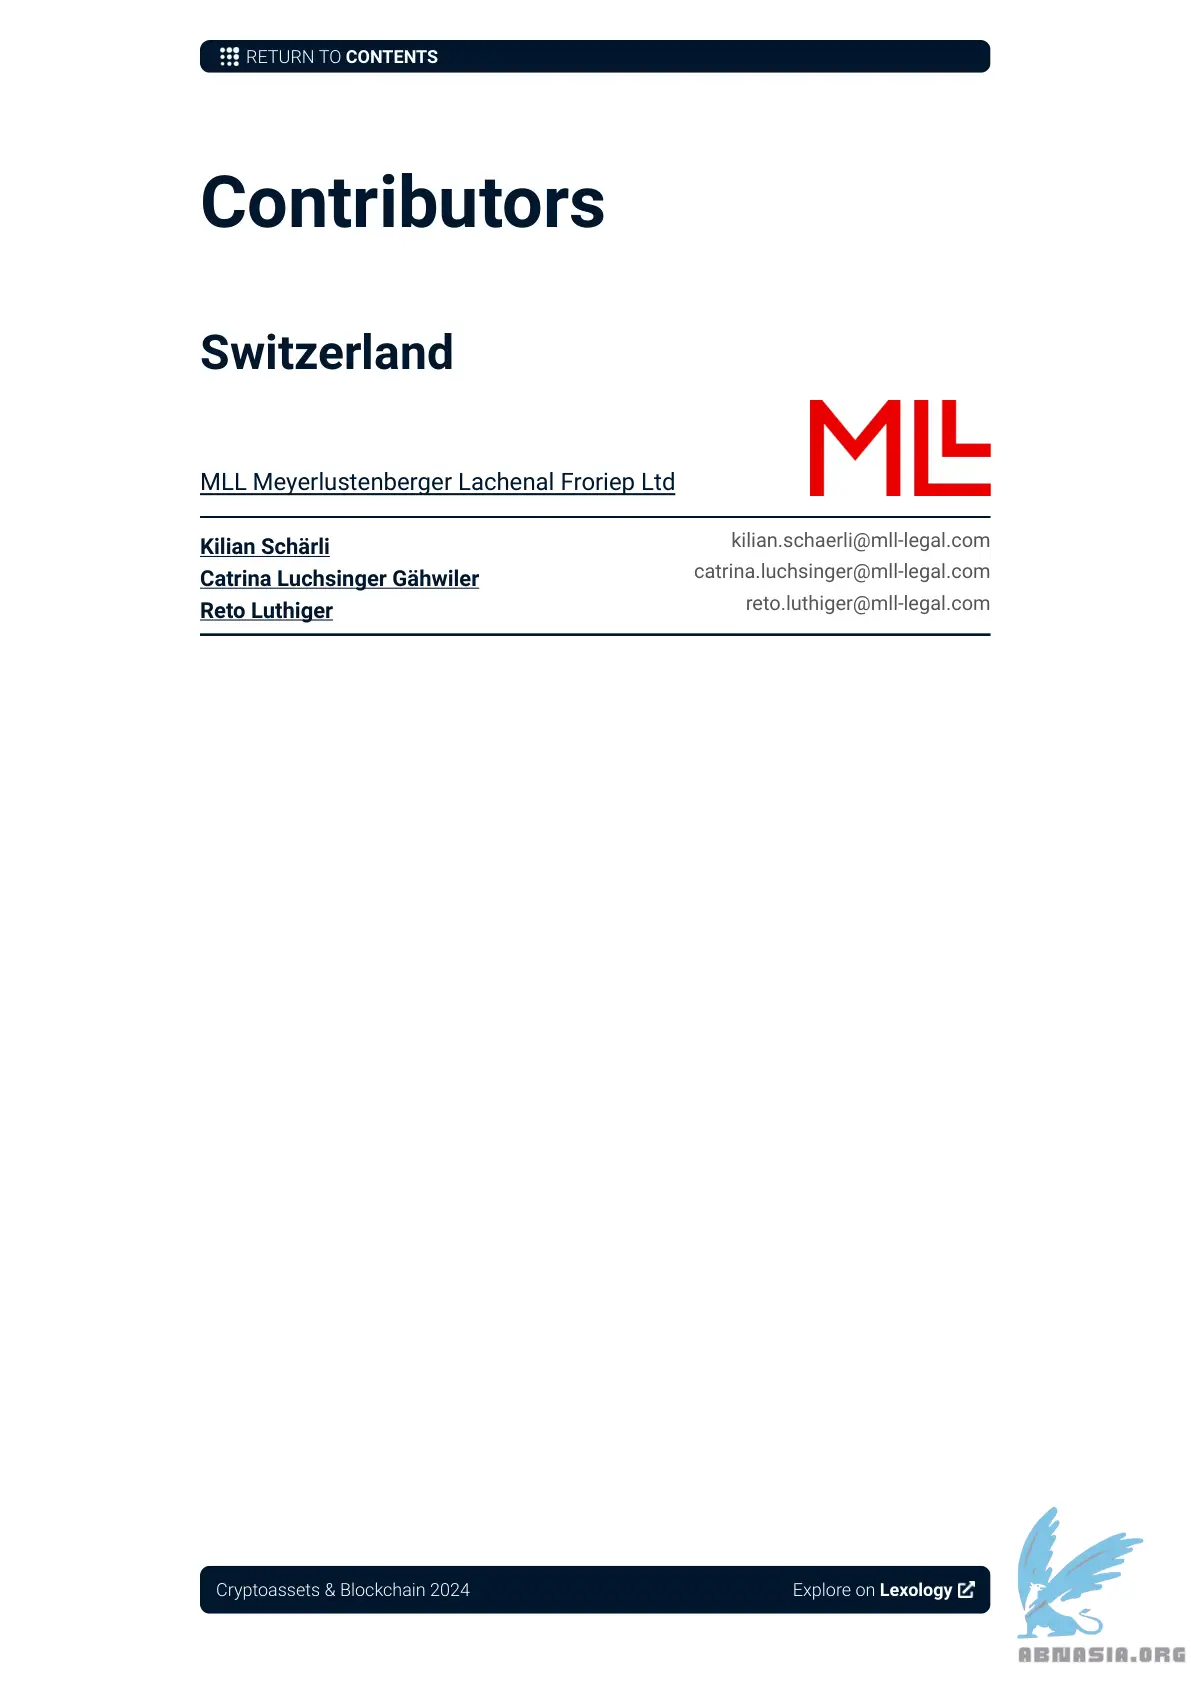 RETURN TO CONTENTS
Contributors
Switzerland
MLL
MLL Meyerlustenberger Lachenal Froriep Ltd
Kilian Schärli kilian.schaerli@mll-legal.com
Catrina Luchsinger Gähwiler catrina.luchsinger@mll-legal.com
Reto Luthiger reto.luthiger@mll-legal.com
Cryptoassets & Blockchain 2024 Explore on Lexology
ABNASIA.ORG